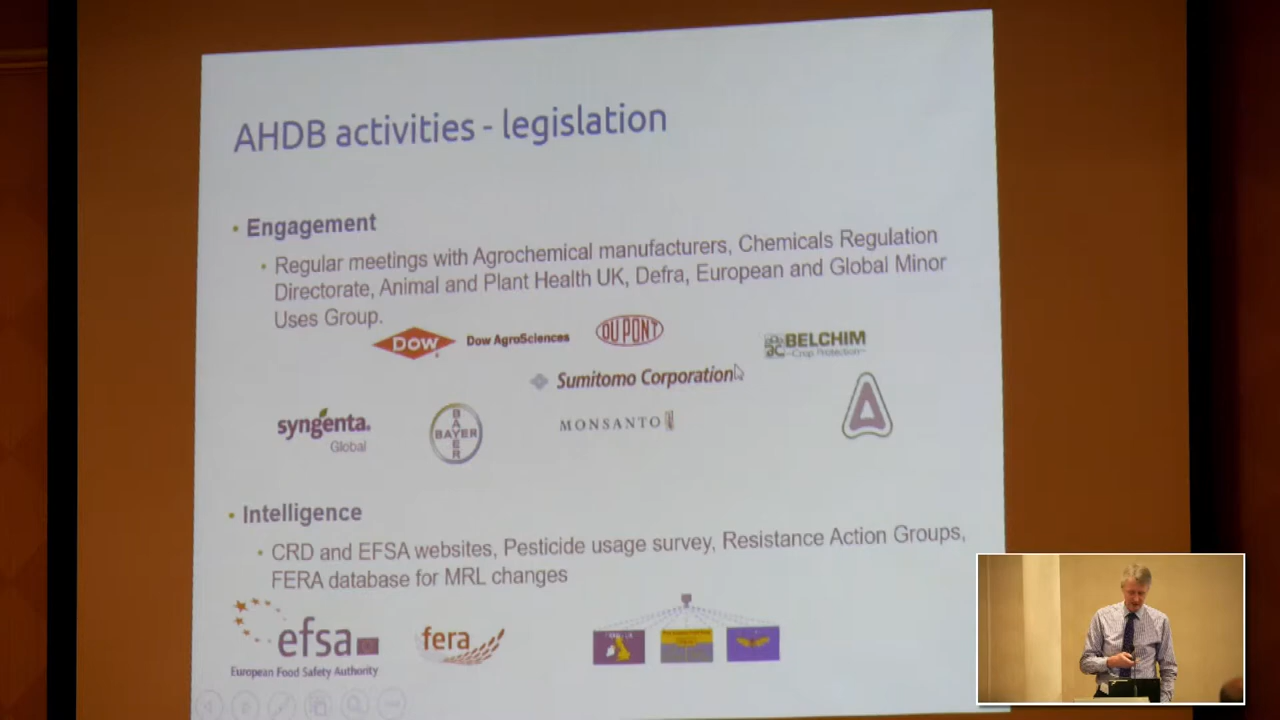 AHDB activities - legislation
• Engagement
• Regular meetings with Agrochemical manufacturers, Chemicals Regulation
Directorate, Animal and Plant Health UK, Defra, European and Global Minor
Uses Group.
DOW Dow AgroSciences
DU PONT
BELCHIM
Crop Protection
Sumitomo Corporation
syngenta.
Global
BAYER
BAYER
MONSANTO
• Intelligence
• CRD and EFSA websites, Pesticide usage survey, Resistance Action Groups,
FERA database for MRL changes
efsa
European Food Safety Authority
fera